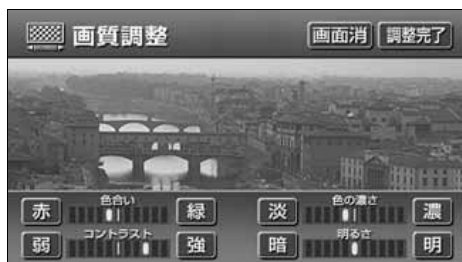 画質調整 画面消 調整完了
赤 色合い 緑 淡 色の濃さ 濃
弱 コントラスト 強 暗 明るさ 明